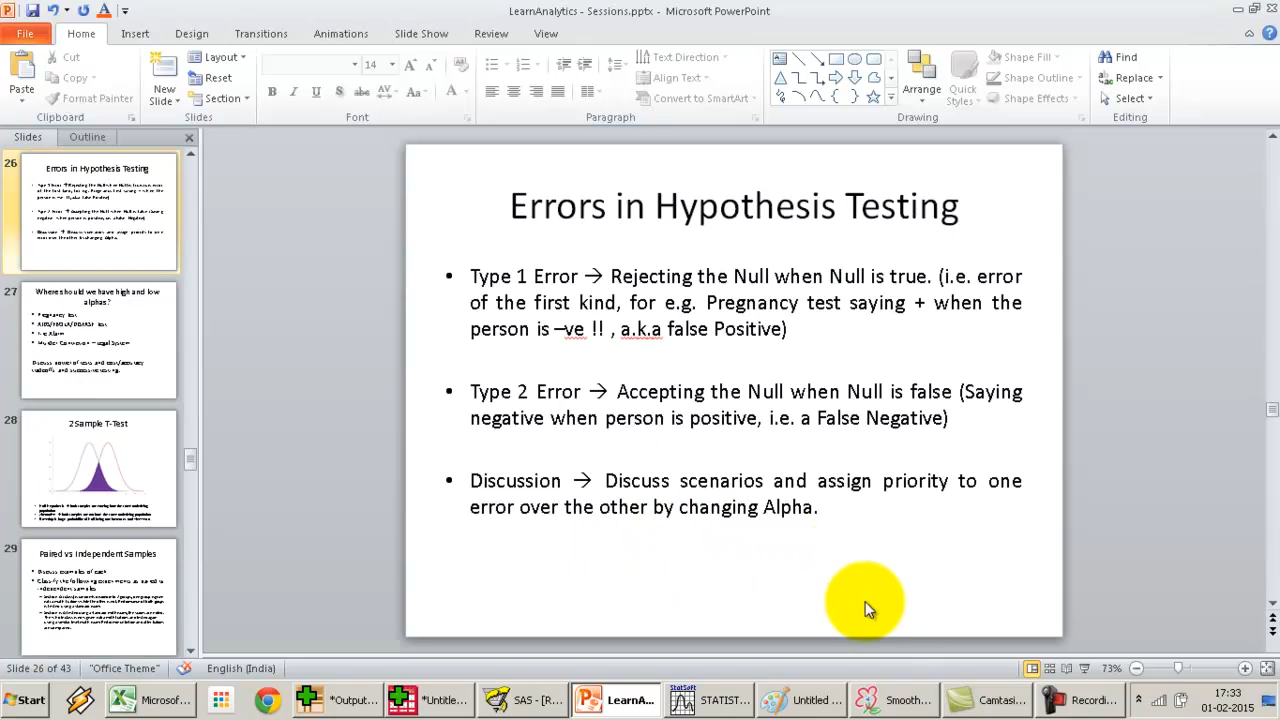 LearnAnalytics - Sessions.pptx - Microsoft PowerPoint
File Home Insert Design Transitions Animations Slide Show Review View
Paste
Cut
Copy
Format Painter
Clipboard
New Slide
Layout
Reset
Section
Slides
14
Font
Text Direction
Align Text
Convert to SmartArt
Paragraph
Arrange
Quick Styles
Shape Fill
Shape Outline
Shape Effects
Drawing
Find
Replace
Select
Editing
Slides Outline
26
Errors in Hypothesis Testing
27
Where should we have high and low
alphas?
28
2 Sample T-Test
29
Paired vs Independent Samples
Errors in Hypothesis Testing
• Type 1 Error → Rejecting the Null when Null is true. (i.e. error
of the first kind, for e.g. Pregnancy test saying + when the
person is –ve !! , a.k.a false Positive)
• Type 2 Error → Accepting the Null when Null is false (Saying
negative when person is positive, i.e. a False Negative)
• Discussion → Discuss scenarios and assign priority to one
error over the other by changing Alpha.
Slide 26 of 43 "Office Theme" English (India) 73%
Start Microsof... *Output... *Untitle... SAS - [R... LearnA... STATIST... Untitled... Smooth... Camtasi... Recor... 17:33
01-02-2015